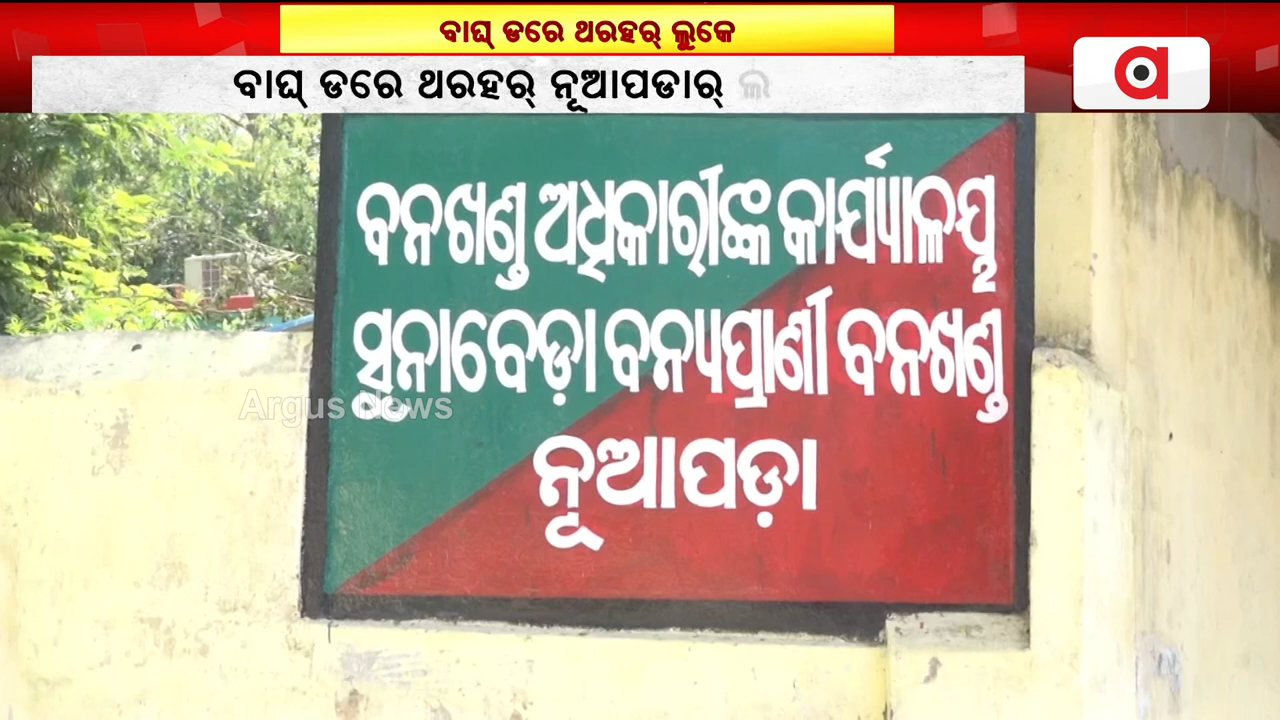 ବାଘ୍ ଡରେ ଥରହର୍ ଲୁକେ
ବାଘ୍ ଡରେ ଥରହର୍ ନୂଆପଡାର୍ ଲ
ବନଖଣ୍ଡ ଅଧିକାରୀଙ୍କ କାର୍ଯ୍ୟାଳୟ
ସୁନାବେଡ଼ା ବନ୍ୟପ୍ରାଣୀ ବନଖଣ୍ଡ
Argus News
ନୂଆପଡ଼ା